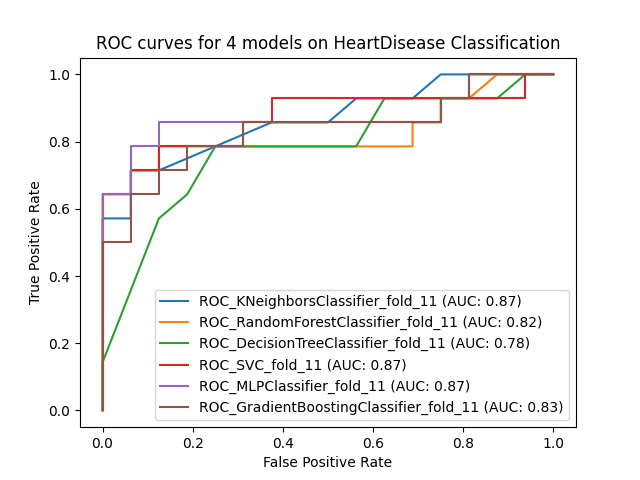 ROC curves for 4 models on HeartDisease Classification
True Positive Rate
1.0
0.8
0.6
0.4
0.2
0.0
ROC_KNeighborsClassifier_fold_11 (AUC: 0.87)
ROC_RandomForestClassifier_fold_11 (AUC: 0.82)
ROC_DecisionTreeClassifier_fold_11 (AUC: 0.78)
ROC_SVC_fold_11 (AUC: 0.87)
ROC_MLPClassifier_fold_11 (AUC: 0.87)
ROC_GradientBoostingClassifier_fold_11 (AUC: 0.83)
0.0 0.2 0.4 0.6 0.8 1.0
False Positive Rate